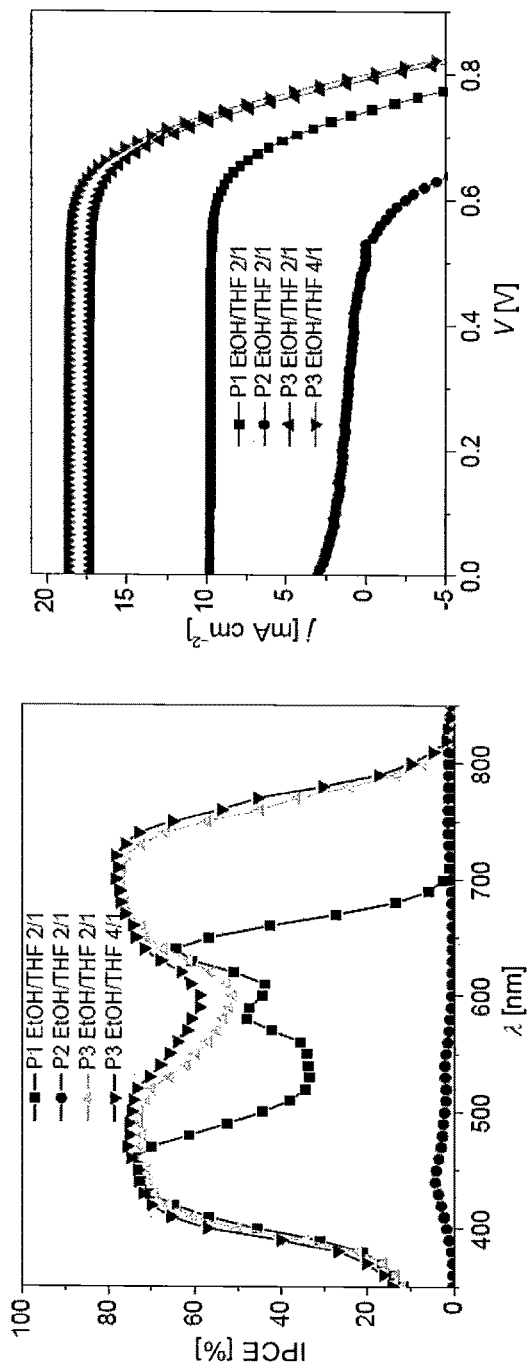 100
80
60
40
20
0
IPCE [%]
400
500
600
700
800
λ [nm]
P1 EtOH/THF 2/1
P2 EtOH/THF 2/1
P3 EtOH/THF 2/1
P3 EtOH/THF 4/1
20
15
10
5
0
-5
j [mA cm⁻²]
0.0
0.2
0.4
0.6
0.8
V [V]
P1 EtOH/THF 2/1
P2 EtOH/THF 2/1
P3 EtOH/THF 2/1
P3 EtOH/THF 4/1